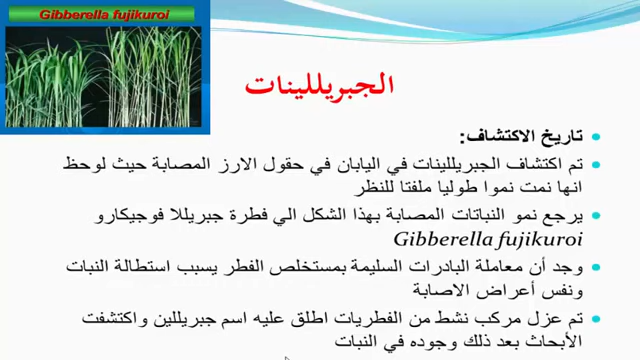 Gibberella fujikuroi
الجبريللينات
تاريخ الاكتشاف:
تم اكتشاف الجبريللينات في اليابان في حقول الارز المصابة حيث لوحظ
انها نمت نموا طوليا ملفتا للنظر
يرجع نمو النباتات المصابة بهذا الشكل الي فطرة جبريللا فوجيكارو
Gibberella fujikuroi
وجد أن معاملة البادرات السليمة بمستخلص الفطر يسبب استطالة النبات
ونفس أعراض الاصابة
تم عزل مركب نشط من الفطريات اطلق عليه اسم جبريللين واكتشفت
الأبحاث بعد ذلك وجوده في النبات